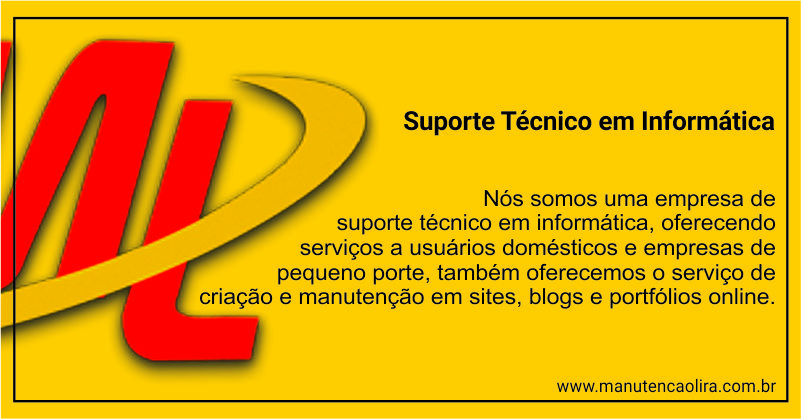 ML
Suporte Técnico em Informática
Nós somos uma empresa de
suporte técnico em informática, oferecendo
serviços a usuários domésticos e empresas de
pequeno porte, também oferecemos o serviço de
criação e manutenção em sites, blogs e portfólios online.
www.manutencaolira.com.br